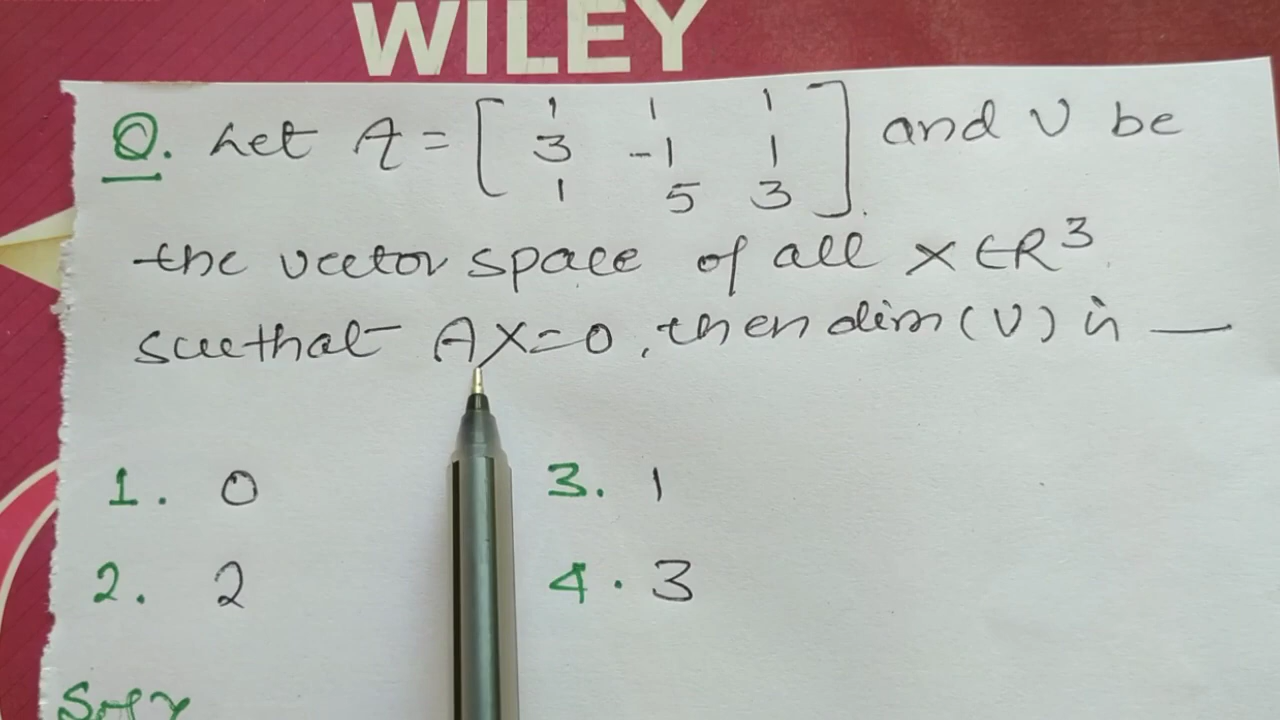 WILEY
Q. Let A = [ 1 1 1
3 -1 1
1 5 3 ] and V be
the vector space of all X ∈ R³
such that AX=0, then dim(V) is __
1. 0 3. 1
2. 2 4. 3